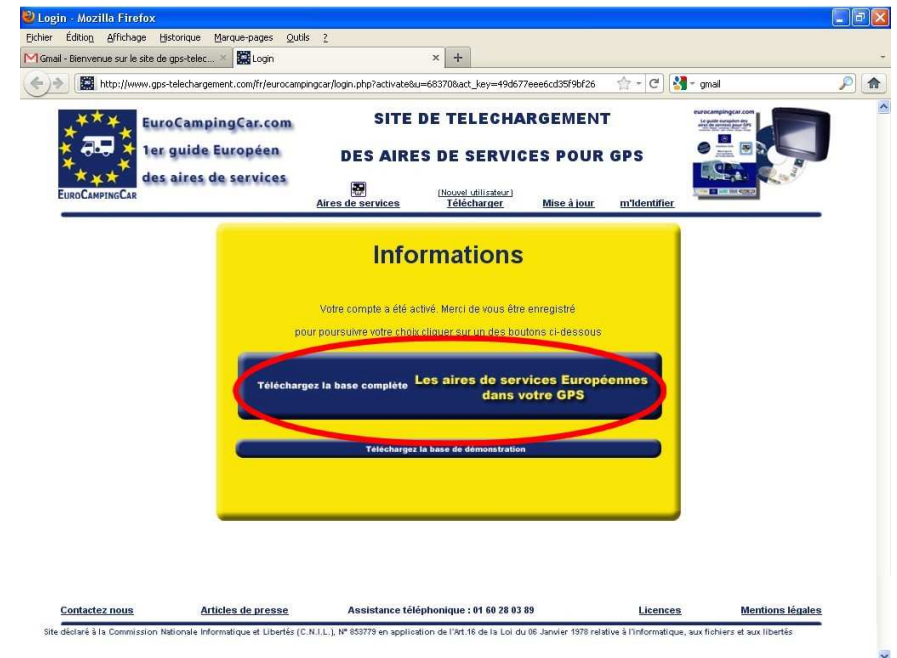 Login - Mozilla Firefox
Fichier Édition Affichage Historique Marque-pages Outils ?
Gmail - Bienvenue sur le site de gps-telec...
Login
http://www.gps-telechargement.com/fr/eurocampingcar/login.php?activate&u=68370&act_key=49d677eee6cd35f9bf26
gmail
EuroCampingCar.com
1er guide Européen
des aires de services
EUROCAMPINGCAR
SITE DE TELECHARGEMENT
DES AIRES DE SERVICES POUR GPS
eurocampingcar.com
(Nouvel utilisateur)
Aires de services Télécharger Mise à jour m'Identifier
Informations
Votre compte a été activé. Merci de vous être enregistré
pour poursuivre votre choix cliquer sur un des boutons ci-dessous
Téléchargez la base complète Les aires de services Européennes
dans votre GPS
Téléchargez la base de démonstration
Contactez nous Articles de presse Assistance téléphonique : 01 60 28 03 89 Licences Mentions légales
Site déclaré à la Commission Nationale Informatique et Libertés (C.N.I.L.), N° 853779 en application de l'Art.16 de la Loi du 06 Janvier 1978 relative à l'informatique, aux fichiers et aux libertés